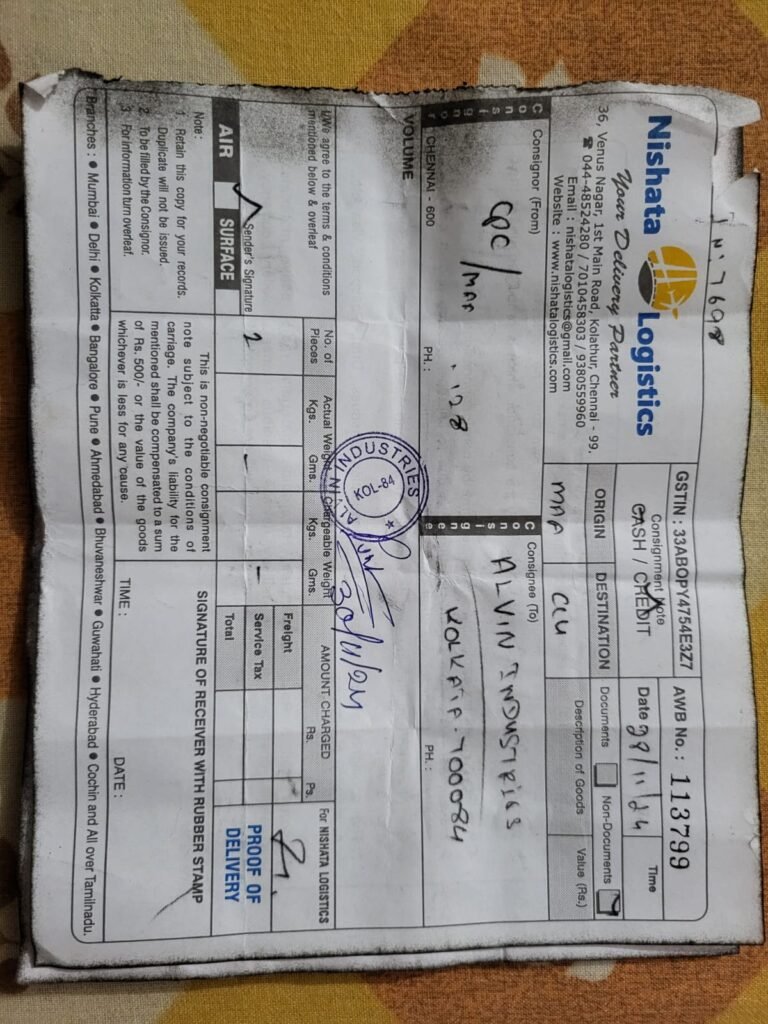 Nishata Logistics
Your Delivery Partner
36, Venus Nagar, 1st Main Road, Kolathur, Chennai - 99.
☎ 044-48524280 / 7010458303 / 9380559960
Email : nishatalogistics@gmail.com
Website : www.nishatalogistics.com
GSTIN : 33ABOPY4754E3Z7
Consignment Note
CASH / CREDIT
AWB No.: 113799
Date 28/11/24
Time
ORIGIN
DESTINATION
MAA
CCU
Documents
Non-Documents
Description of Goods
Value (Rs.)
Consignor
Consignor (From)
CPC / MAA
. 128
CHENNAI - 600
PH. :
Consignee
Consignee (To)
ALVIN INDUSTRIES
KOLKATA - 700084
PH. :
VOLUME
ALVIN INDUSTRIES
KOL-84
30/11/24
I/We agree to the terms & conditions
mentioned below & overleaf
Sender's Signature
No. of Pieces
Actual Weight
Kgs. Gms.
Chargeable Weight
Kgs. Gms.
AMOUNT CHARGED
Rs. Ps.
For NISHATA LOGISTICS
2
-
-
Freight
Service Tax
Total
AIR
SURFACE
PROOF OF
DELIVERY
Note :
1. Retain this copy for your records.
Duplicate will not be issued.
2. To be filled by the Consignor.
3. For information turn overleaf.
This is non-negotiable consignment
note subject to the conditions of
carriage. The company's liability for the
mentioned shall be compensated to a sum
of Rs. 500/- or the value of the goods
whichever is less for any cause.
SIGNATURE OF RECEIVER WITH RUBBER STAMP
TIME :
DATE :
Branches : ● Mumbai ● Delhi ● Kolkatta ● Bangalore ● Pune ● Ahmedabad ● Bhuvaneshwar ● Guwahati ● Hyderabad ● Cochin and All over Tamilnadu.